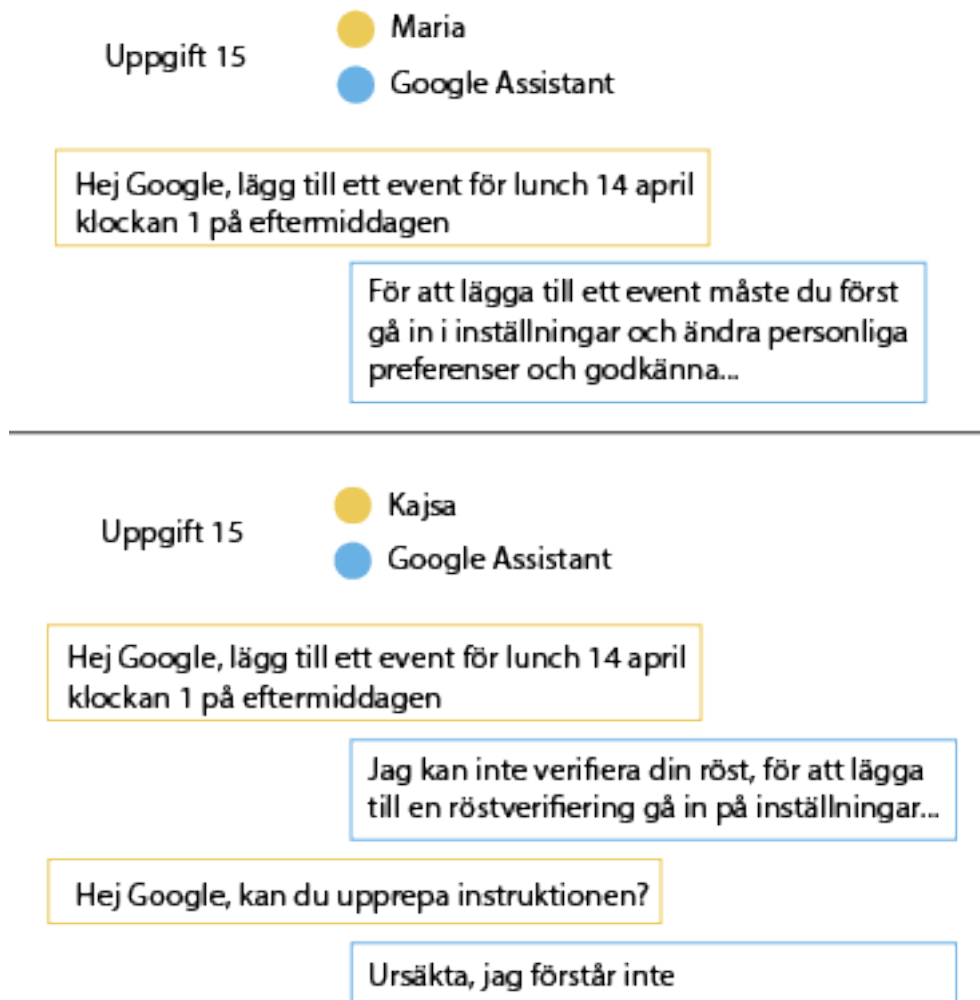 Uppgift 15
Maria
Google Assistant
Hej Google, lägg till ett event för lunch 14 april
klockan 1 på eftermiddagen
För att lägga till ett event måste du först
gå in i inställningar och ändra personliga
preferenser och godkänna...
Uppgift 15
Kajsa
Google Assistant
Hej Google, lägg till ett event för lunch 14 april
klockan 1 på eftermiddagen
Jag kan inte verifiera din röst, för att lägga
till en röstverifiering gå in på inställningar...
Hej Google, kan du upprepa instruktionen?
Ursäkta, jag förstår inte